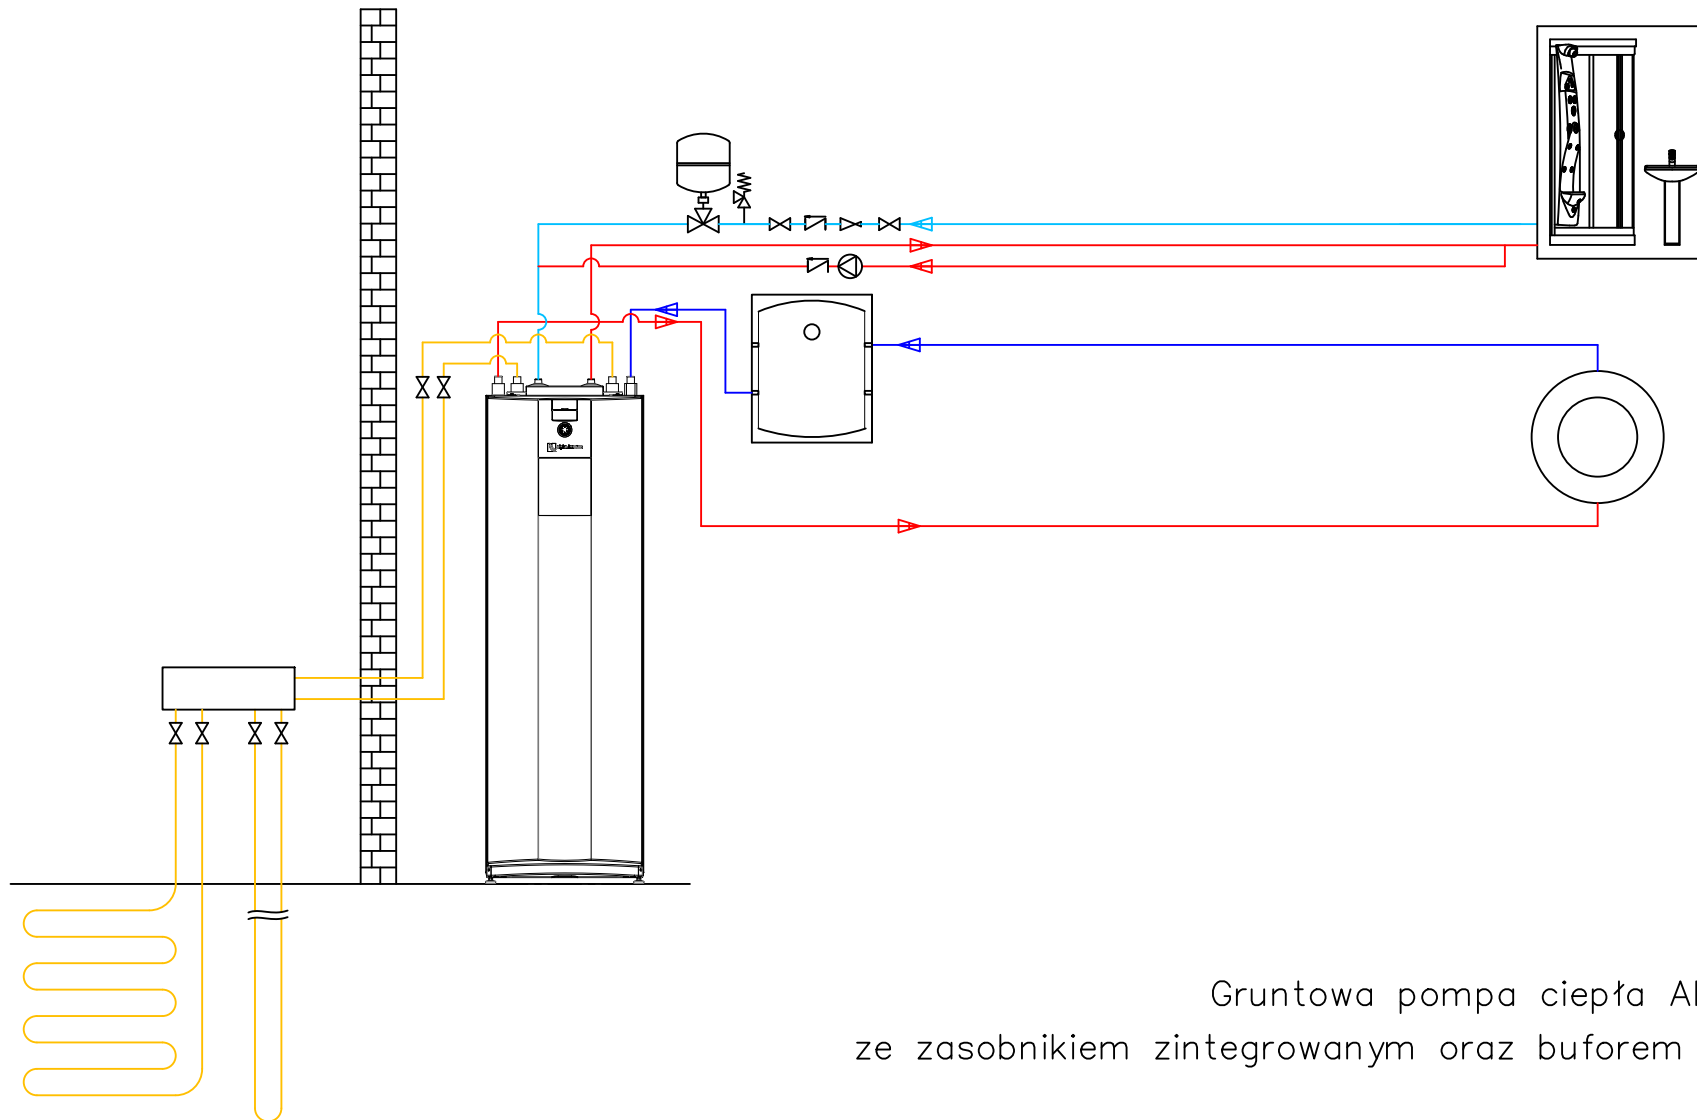 Gruntowa pompa ciepła
ze zasobnikiem zintegrowanym oraz buforem